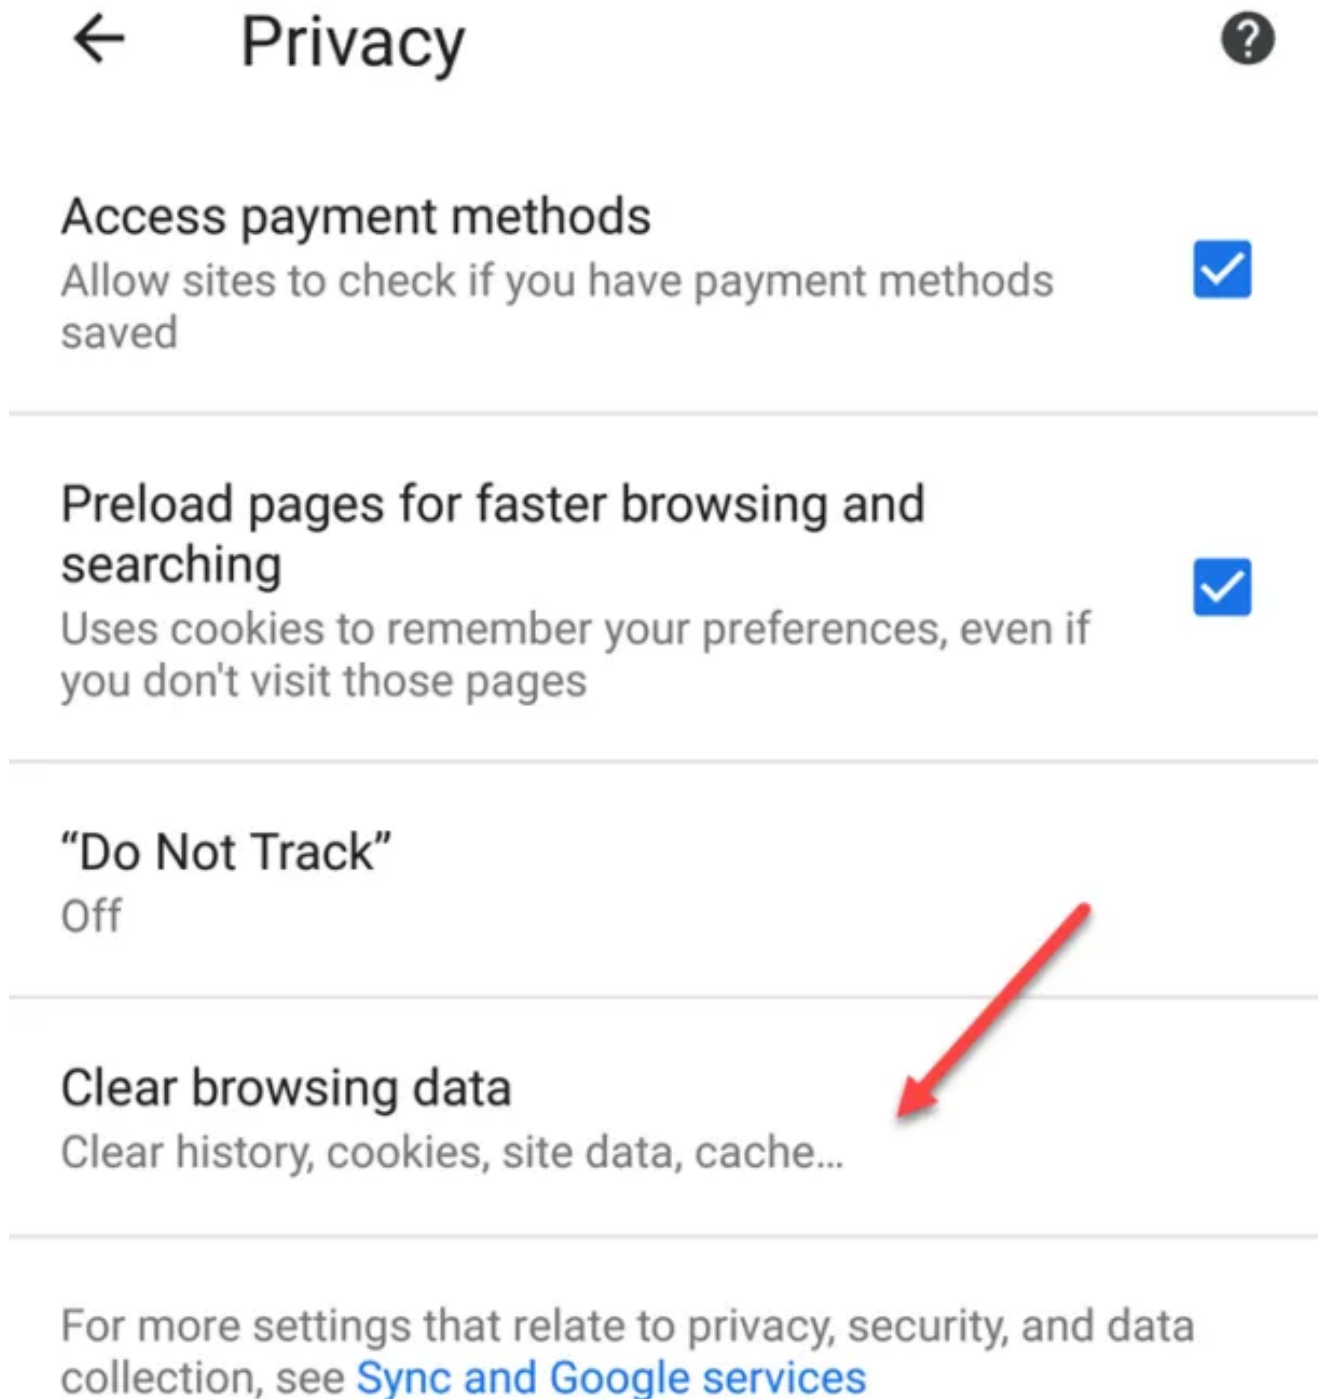 Privacy
?
Access payment methods
Allow sites to check if you have payment methods
saved
Preload pages for faster browsing and
searching
Uses cookies to remember your preferences, even if
you don't visit those pages
“Do Not Track”
Off
Clear browsing data
Clear history, cookies, site data, cache...
For more settings that relate to privacy, security, and data
collection, see Sync and Google services